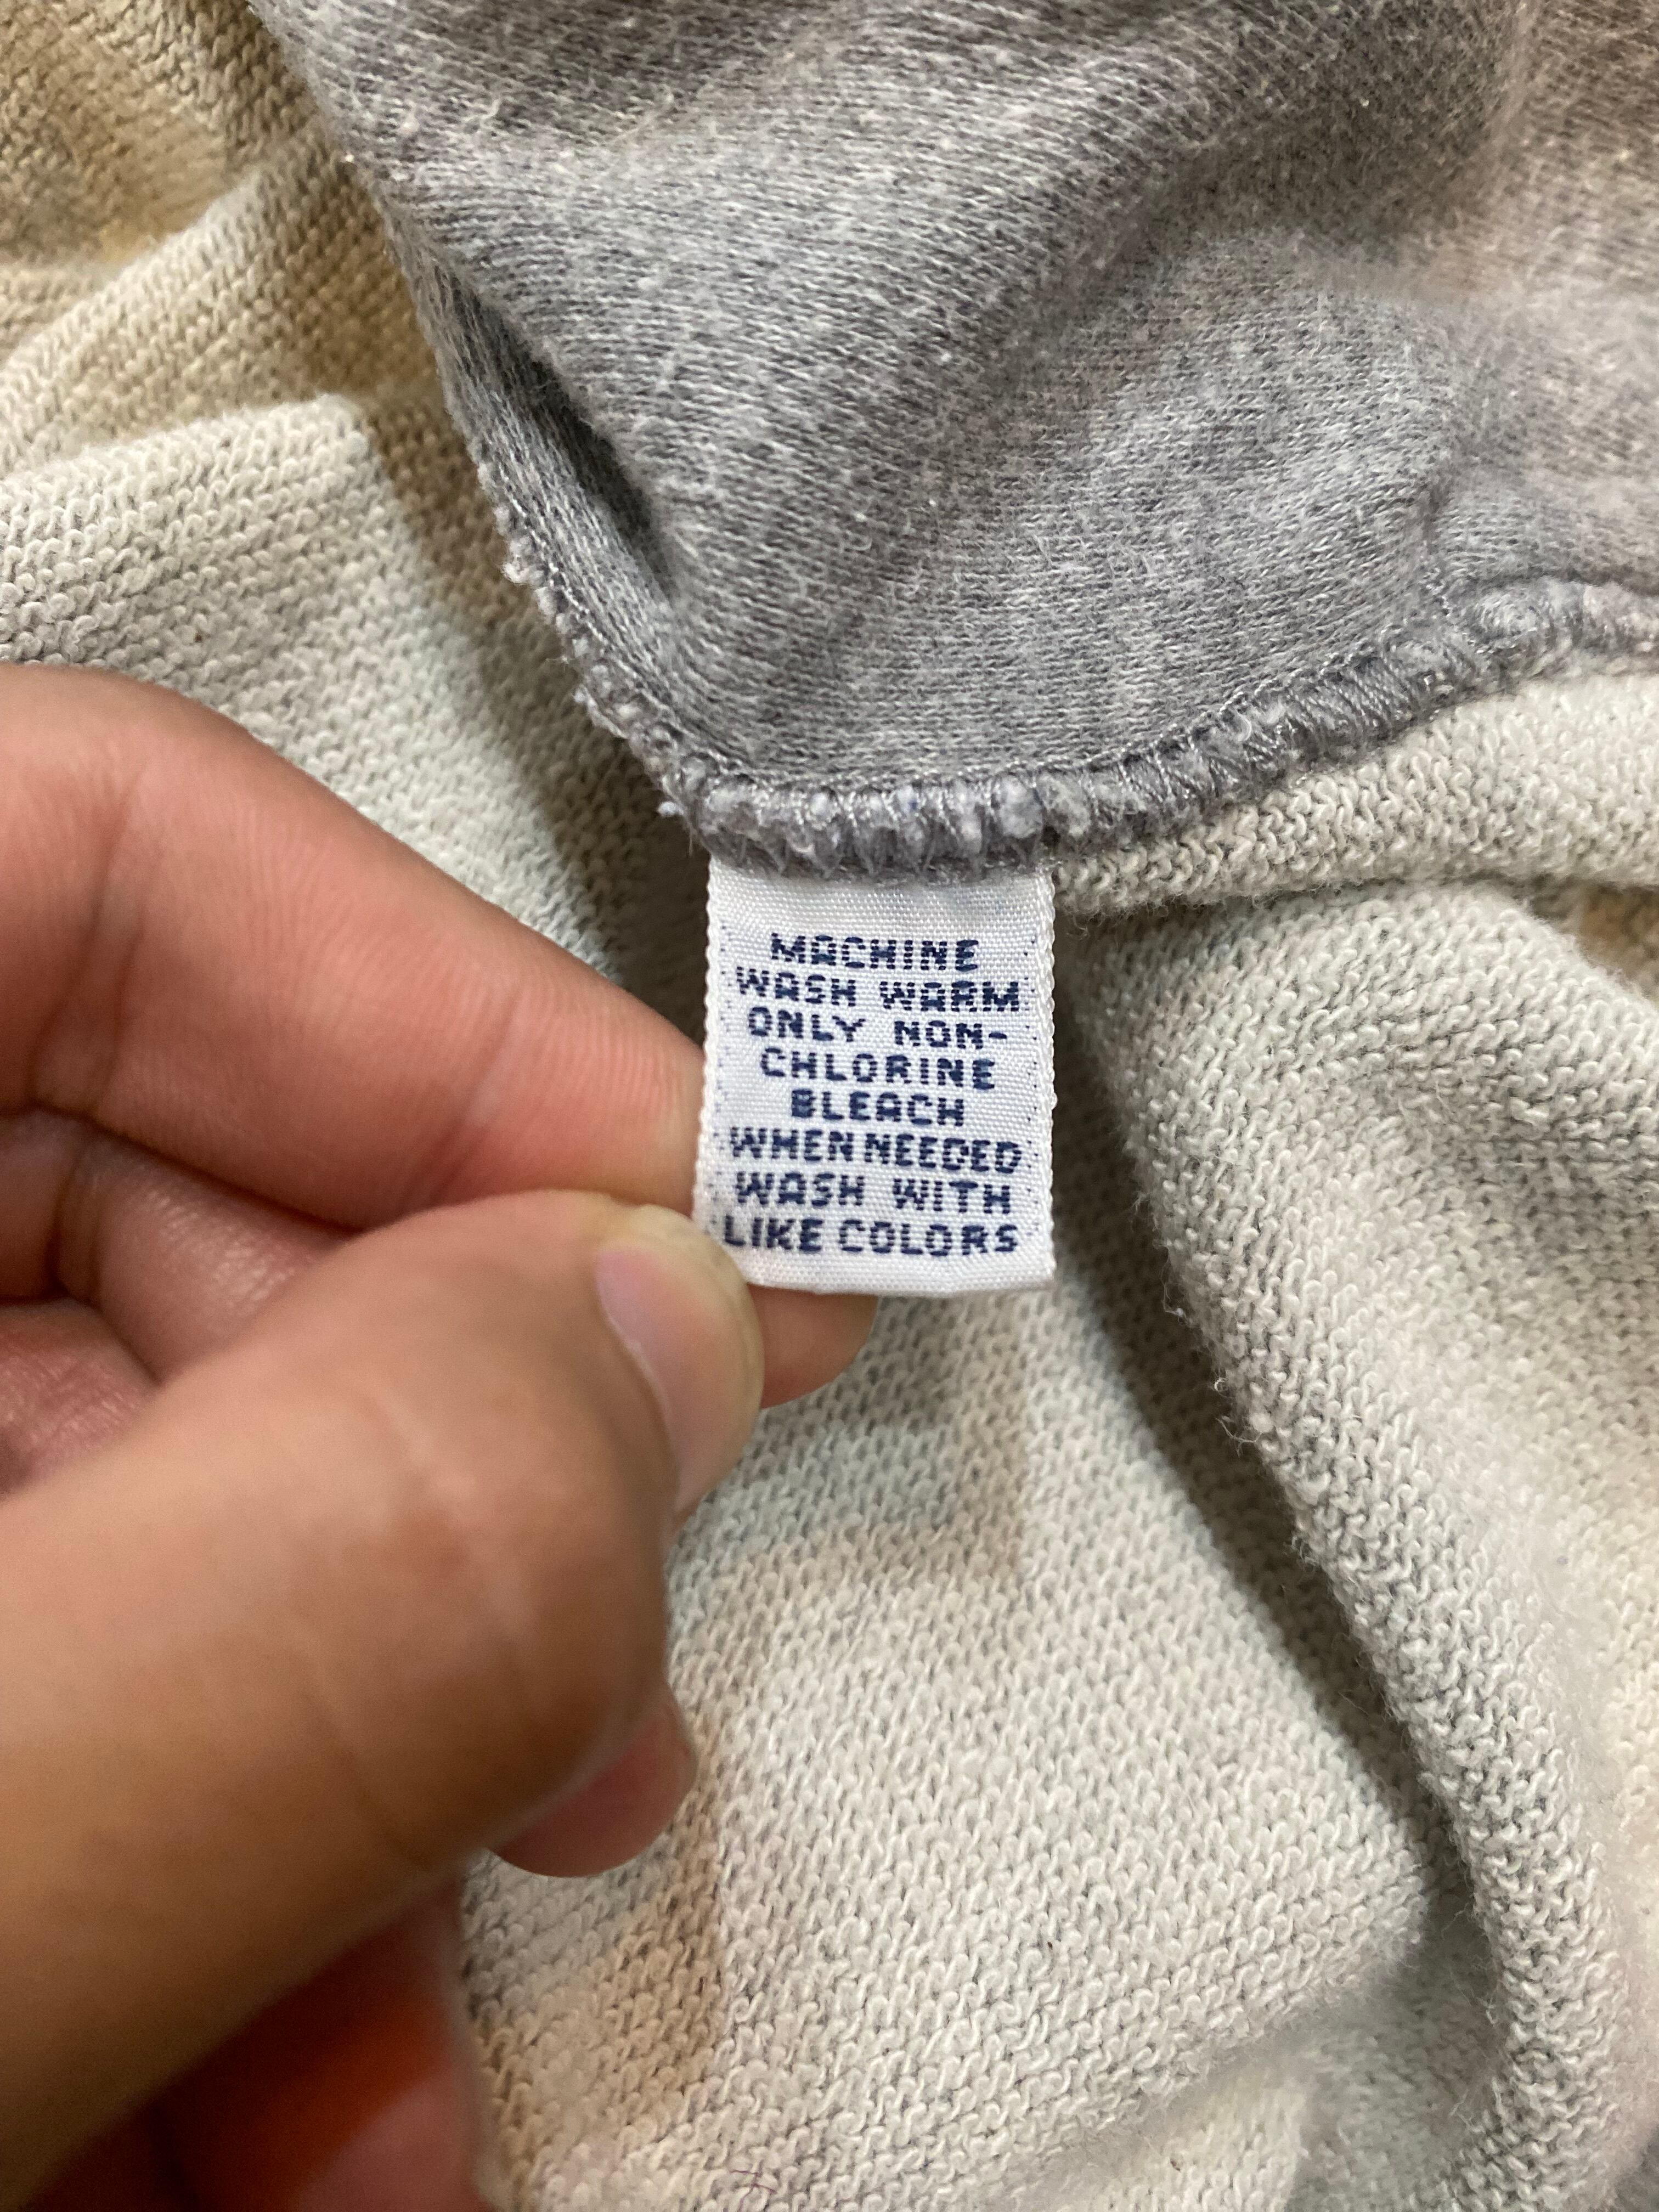 MACHINE
WASH WARM
ONLY NON-
CHLORINE
BLEACH
WHEN NEEDED
WASH WITH
LIKE COLORS